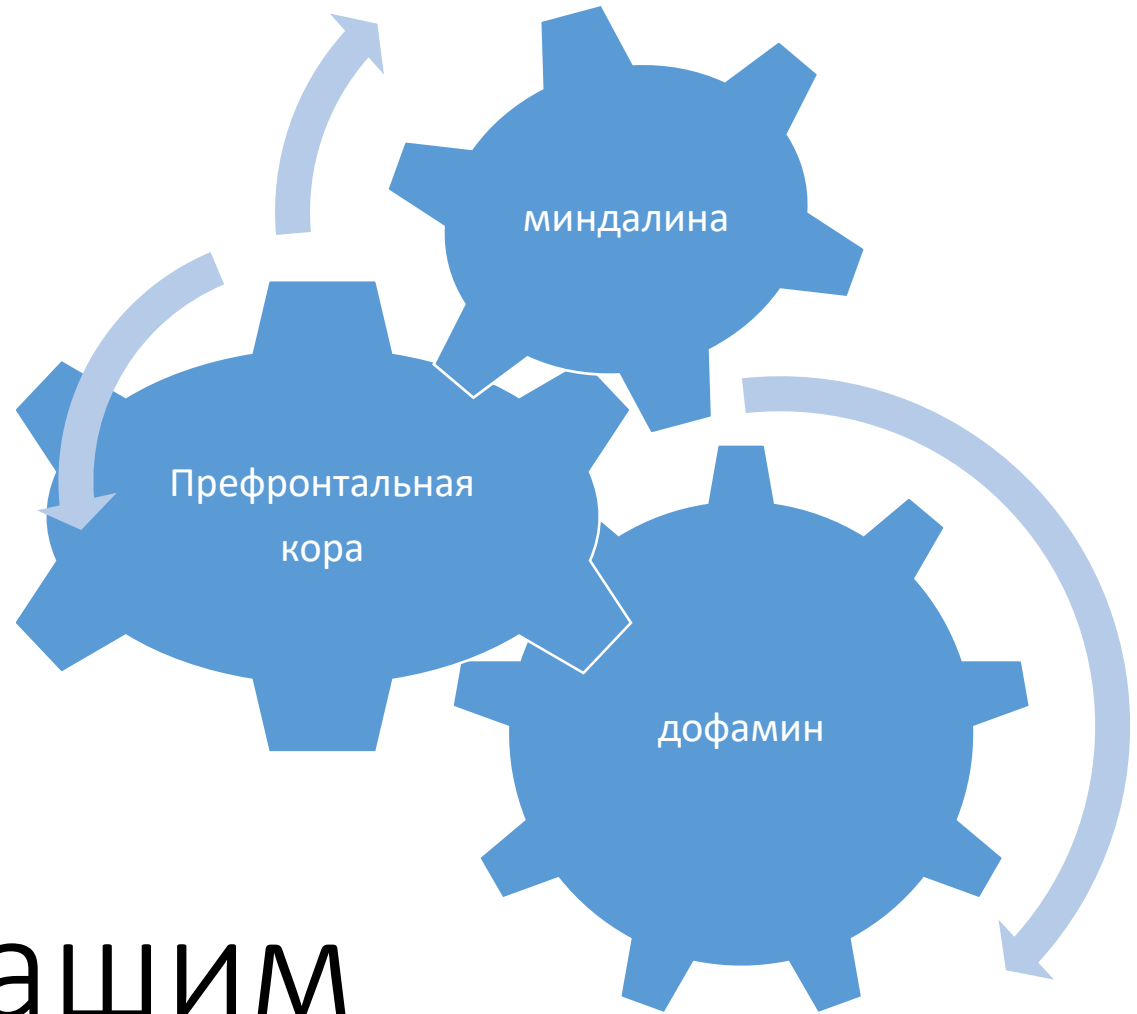 миндалина
Префронтальная
кора
дофамин
ашим